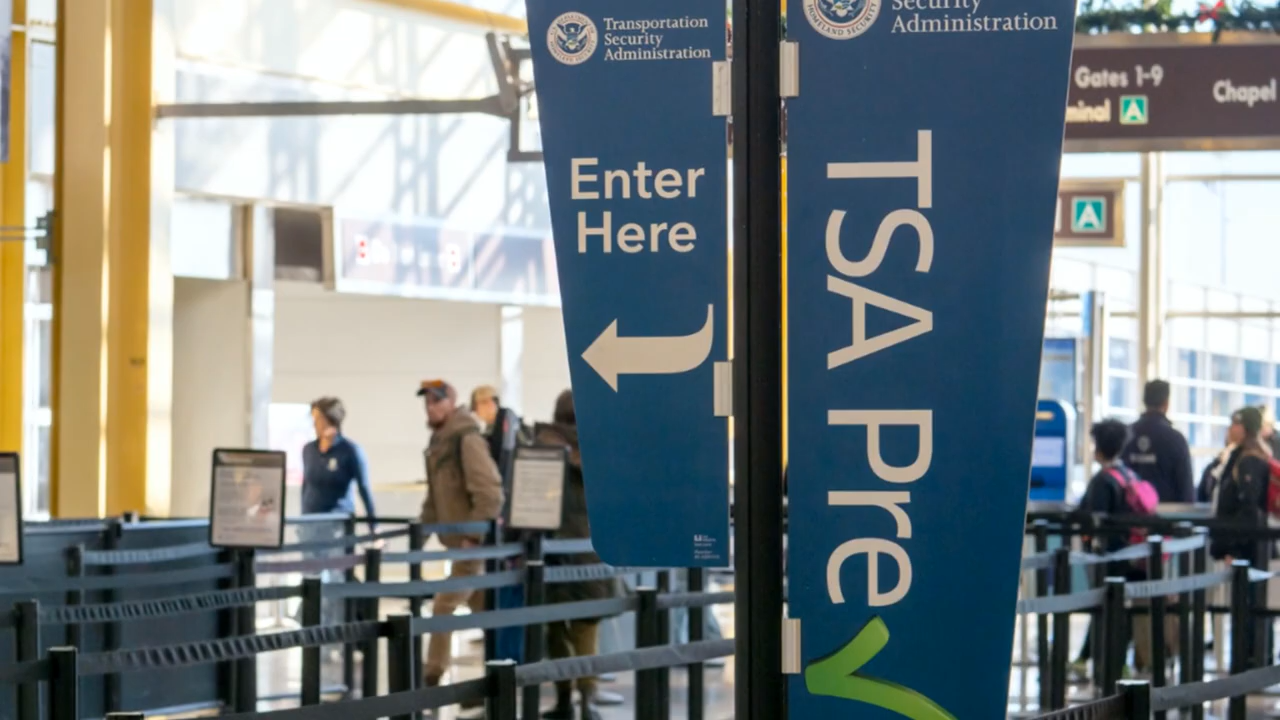 Transportation
Security
Administration
Enter
Here
Security
Administration
TSA Pre
Gates 1-9
Chapel
A
A